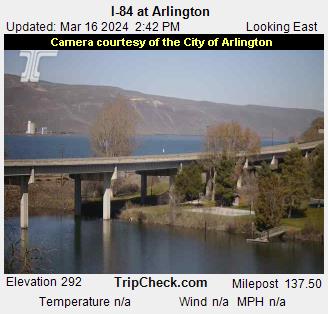 I-84 at Arlington
Updated: Mar 16 2024 2:42 PM Looking East
Camera courtesy of the City of Arlington
Elevation 292 TripCheck.com Milepost 137.50
Temperature n/a Wind n/a MPH n/a